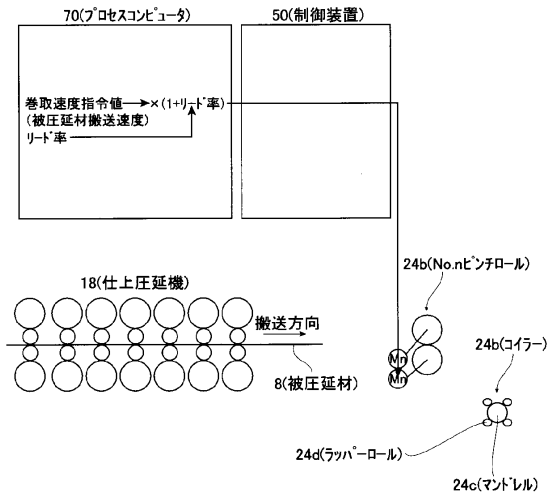 70(プロセスコンピュータ)
50(制御装置)
巻取速度指令値
×(1+リード率)
(被圧延材搬送速度)
リード率
18(仕上圧延機)
搬送方向
8(被圧延材)
24b(No.nピンチロール)
Mn
Mn
24b(コイラー)
24d(ラッパーロール)
24c(マンドレル)